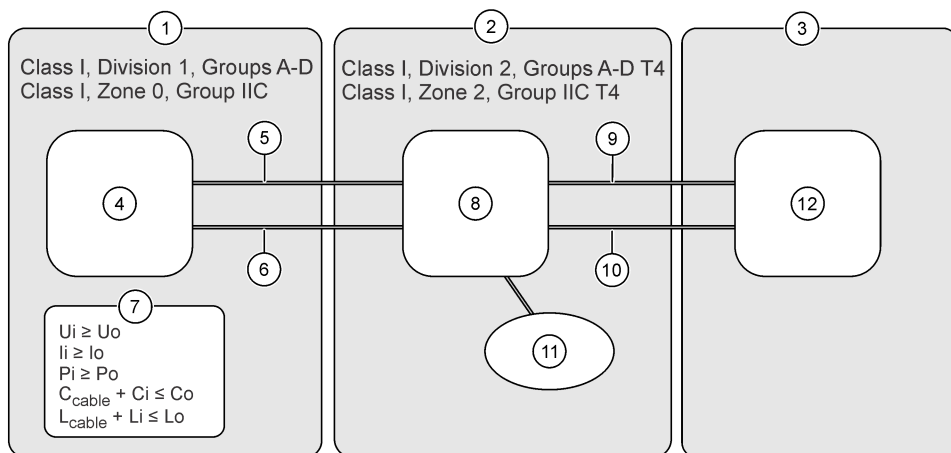 1
2
3
Class I, Division 1, Groups A-D
Class I, Zone 0, Group IIC
Class I, Division 2, Groups A-D T4
Class I, Zone 2, Group IIC T4
5
9
4
8
12
6
10
7
Ui ≥ Uo
Ii ≥ Io
Pi ≥ Po
Ccable + Ci ≤ Co
Lcable + Li ≤ Lo
11